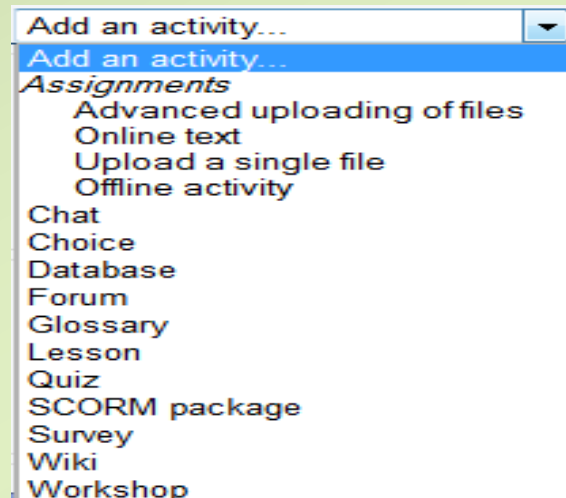 Add an activity...
Add an activity...
Assignments
Advanced uploading of files
Online text
Upload a single file
Offline activity
Chat
Choice
Database
Forum
Glossary
Lesson
Quiz
SCORM package
Survey
Wiki
Workshop